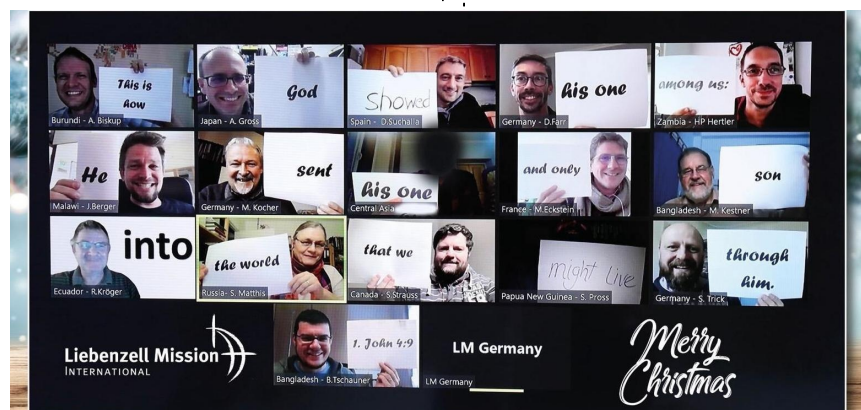 This is
how
Burundi - A. Biskup
God
Japan - A. Gross
Showed
Spain - D.Suchalla
his one
Germany - D.Farr
among us:
Zambia - HP Hertler
He
Malawi - J.Berger
sent
Germany - M. Kocher
his one
Central Asia
and only
France - M.Eckstein
son
Bangladesh - M. Kestner
into
Ecuador - R.Kröger
the world
Russia- S. Matthis
that we
Canada - S.Strauss
might live
Papua New Guinea - S. Pross
through
him.
Germany - S. Trick
Liebenzell Mission
INTERNATIONAL
1. John 4:9
Bangladesh - B.Tschauner
LM Germany
LM Germany
Merry
Christmas